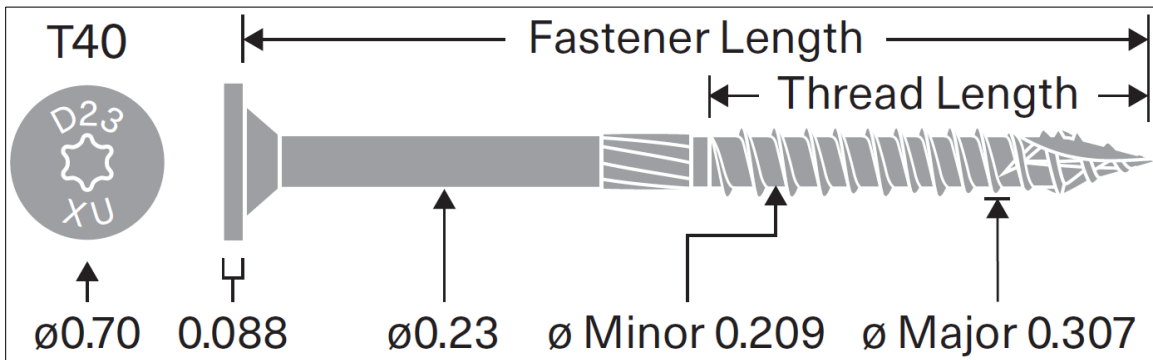 T40
Fastener Length
Thread Length
D23
XU
ø0.70
0.088
ø0.23
ø Minor 0.209
ø Major 0.307